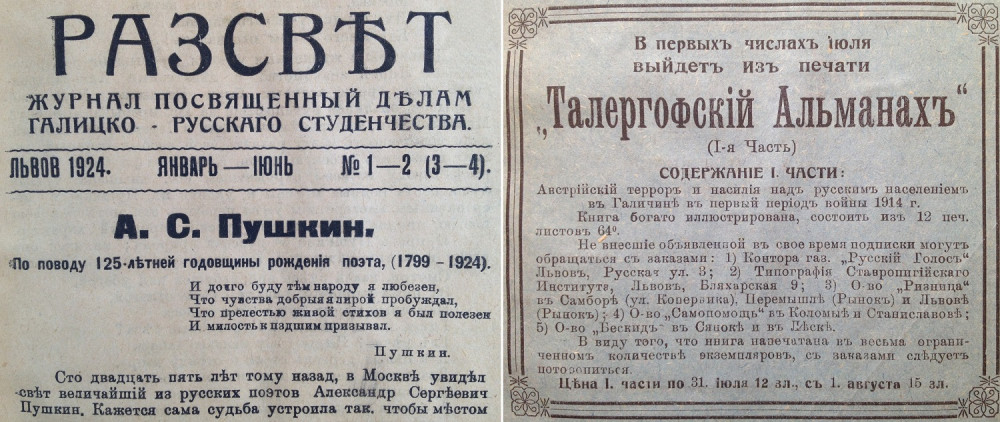 РАЗСВѢТ
ЖУРНАЛ ПОСВЯЩЕННЫЙ ДѢЛАМ
ГАЛИЦКО - РУССКАГО СТУДЕНЧЕСТВА.
ЛЬВОВ 1924. ЯНВАРЬ — ІЮНЬ № 1—2 (3—4).
А. С. Пушкин.
По поводу 125-лѣтней годовщины рожденія поэта, (1799 – 1924).
И долго буду тѣм народу я любезен,
Что чувства добрыя лирой пробуждал,
Что прелестью живой стихов я был полезен
И милость к падшим призывал.
Пушкин.
Сто двадцать пять лѣт тому назад, в Москвѣ увидѣл
свѣт величайшій из русских поэтов Александр Сергѣевич
Пушкин. Кажется сама судьба устроила так, чтобы мѣстом
В первыхъ числахъ іюля
выйдетъ изъ печати
„Талергофскій Альманахъ“
(I-я Часть)
СОДЕРЖАНІЕ I. ЧАСТИ:
Австрійскій терроръ и насилія надъ русскимъ населеніемъ
въ Галичинѣ въ первый періодъ войны 1914 г.
Книга богато иллюстрирована, состоитъ изъ 12 печ.
листовъ 64⁰.
Не внесшіе объявленной въ свое время подписки могутъ
обращаться съ заказами: 1) Контора газ. „Русскій Голосъ“
Львовъ, Русская ул. 3; 2) Типографія Ставропигійскаго
Института, Львовъ, Бляхарская 9; 3) О-во „Ризница“
въ Самборѣ (ул. Коперника), Перемышлѣ (Рынокъ) и Львовѣ
(Рынокъ); 4) О-во „Самопомощь“ въ Коломыѣ и Станиславовѣ;
5) О-во „Бескидъ“ въ Сянокѣ и въ Лѣскѣ.
В виду того, что книга напечатана въ весьма ограни-
ченномъ количествѣ экземпляровъ, съ заказами слѣдуетъ
поторопиться.
Цѣна I. части по 31. іюля 12 зл., съ 1. августа 15 зл.